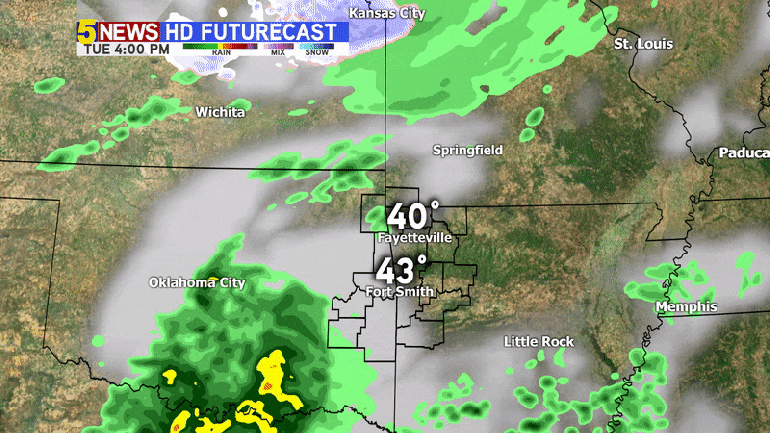 Kansas City
5NEWS HD FUTURECAST
TUE 4:00 PM
RAIN MIX SNOW
St. Louis
Wichita
Springfield
Paduca
40°
Fayetteville
43°
Fort Smith
Oklahoma City
Memphis
Little Rock